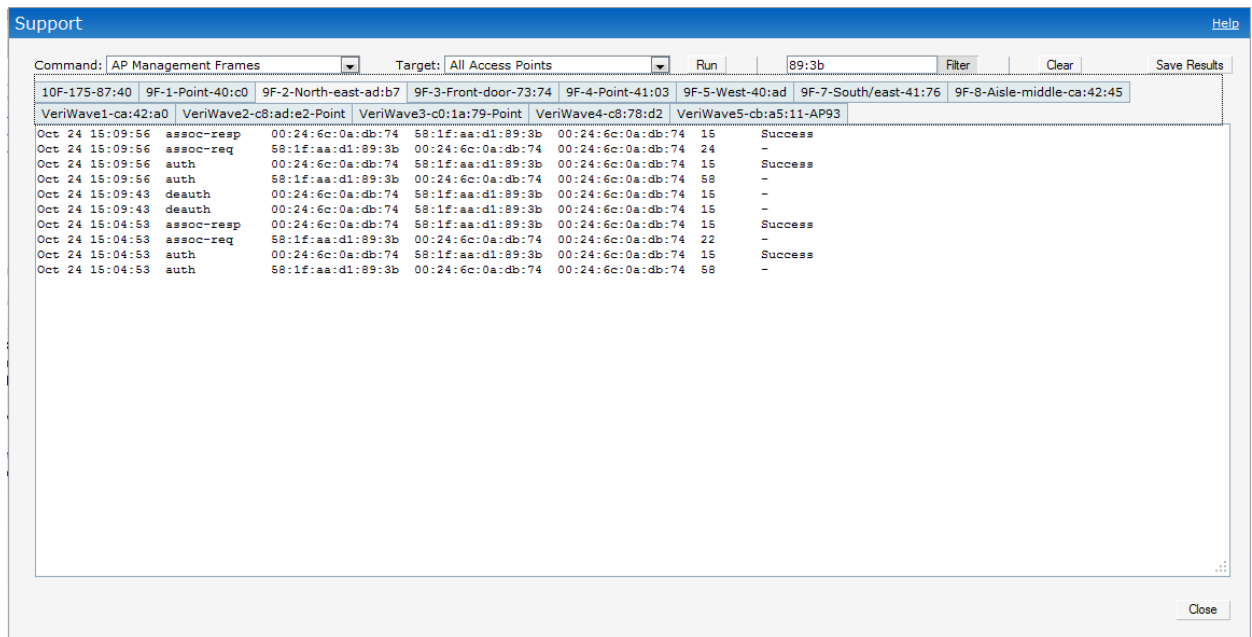 Support Help
Command: AP Management Frames Target: All Access Points Run 89:3b Filter Clear Save Results
10F-175-87:40 9F-1-Point-40:c0 9F-2-North-east-ad:b7 9F-3-Front-door-73:74 9F-4-Point-41:03 9F-5-West-40:ad 9F-7-South/east-41:76 9F-8-Aisle-middle-ca:42:45
VeriWave1-ca:42:a0 VeriWave2-c8:ad:e2-Point VeriWave3-c0:1a:79-Point VeriWave4-c8:78:d2 VeriWave5-cb:a5:11-AP93
Oct 24 15:09:56 assoc-resp 00:24:6c:0a:db:74 58:1f:aa:d1:89:3b 00:24:6c:0a:db:74 15 Success
Oct 24 15:09:56 assoc-req 58:1f:aa:d1:89:3b 00:24:6c:0a:db:74 00:24:6c:0a:db:74 24 -
Oct 24 15:09:56 auth 00:24:6c:0a:db:74 58:1f:aa:d1:89:3b 00:24:6c:0a:db:74 15 Success
Oct 24 15:09:56 auth 58:1f:aa:d1:89:3b 00:24:6c:0a:db:74 00:24:6c:0a:db:74 58 -
Oct 24 15:09:43 deauth 00:24:6c:0a:db:74 58:1f:aa:d1:89:3b 00:24:6c:0a:db:74 15 -
Oct 24 15:09:43 deauth 00:24:6c:0a:db:74 58:1f:aa:d1:89:3b 00:24:6c:0a:db:74 15 -
Oct 24 15:04:53 assoc-resp 00:24:6c:0a:db:74 58:1f:aa:d1:89:3b 00:24:6c:0a:db:74 15 Success
Oct 24 15:04:53 assoc-req 58:1f:aa:d1:89:3b 00:24:6c:0a:db:74 00:24:6c:0a:db:74 22 -
Oct 24 15:04:53 auth 00:24:6c:0a:db:74 58:1f:aa:d1:89:3b 00:24:6c:0a:db:74 15 Success
Oct 24 15:04:53 auth 58:1f:aa:d1:89:3b 00:24:6c:0a:db:74 00:24:6c:0a:db:74 58 -
Close